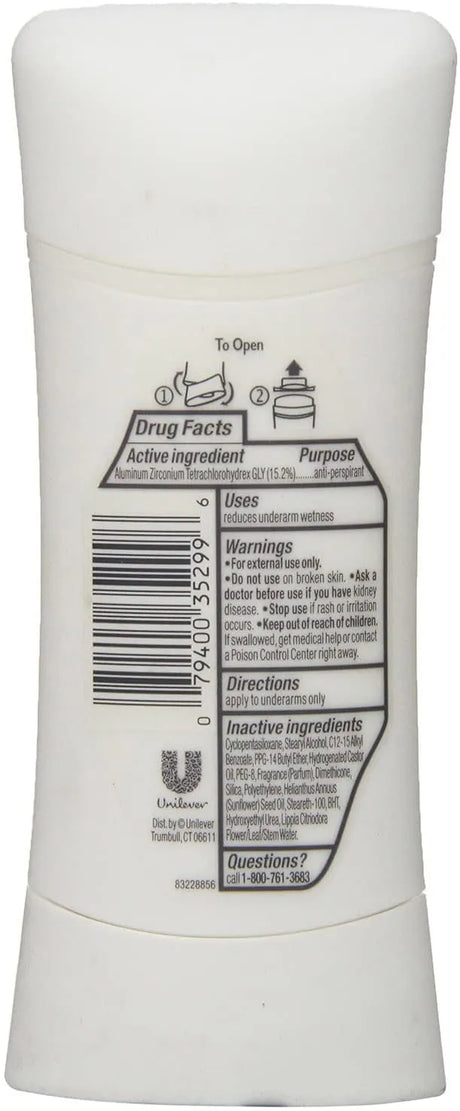 To Open
① ②
Drug Facts
Active ingredient Purpose
Aluminum Zirconium Tetrachlorohydrex GLY (15.2%)........anti-perspirant
Uses
reduces underarm wetness
Warnings
•For external use only.
•Do not use on broken skin. •Ask a
doctor before use if you have kidney
disease. •Stop use if rash or irritation
occurs. •Keep out of reach of children.
If swallowed, get medical help or contact
a Poison Control Center right away.
Directions
apply to underarms only
Inactive ingredients
Cyclopentasiloxane, Stearyl Alcohol, C12-15 Alkyl
Benzoate, PPG-14 Butyl Ether, Hydrogenated Castor
Oil, PEG-8, Fragrance (Parfum), Dimethicone,
Silica, Polyethylene, Helianthus Annuus
(Sunflower) Seed Oil, Steareth-100, BHT,
Hydroxyethyl Urea, Lippia Citriodora
Flower/Leaf/Stem Water.
Questions?
call 1-800-761-3683
0 79400 35299 6
Unilever
Dist. by © Unilever
Trumbull, CT 06611
83228856